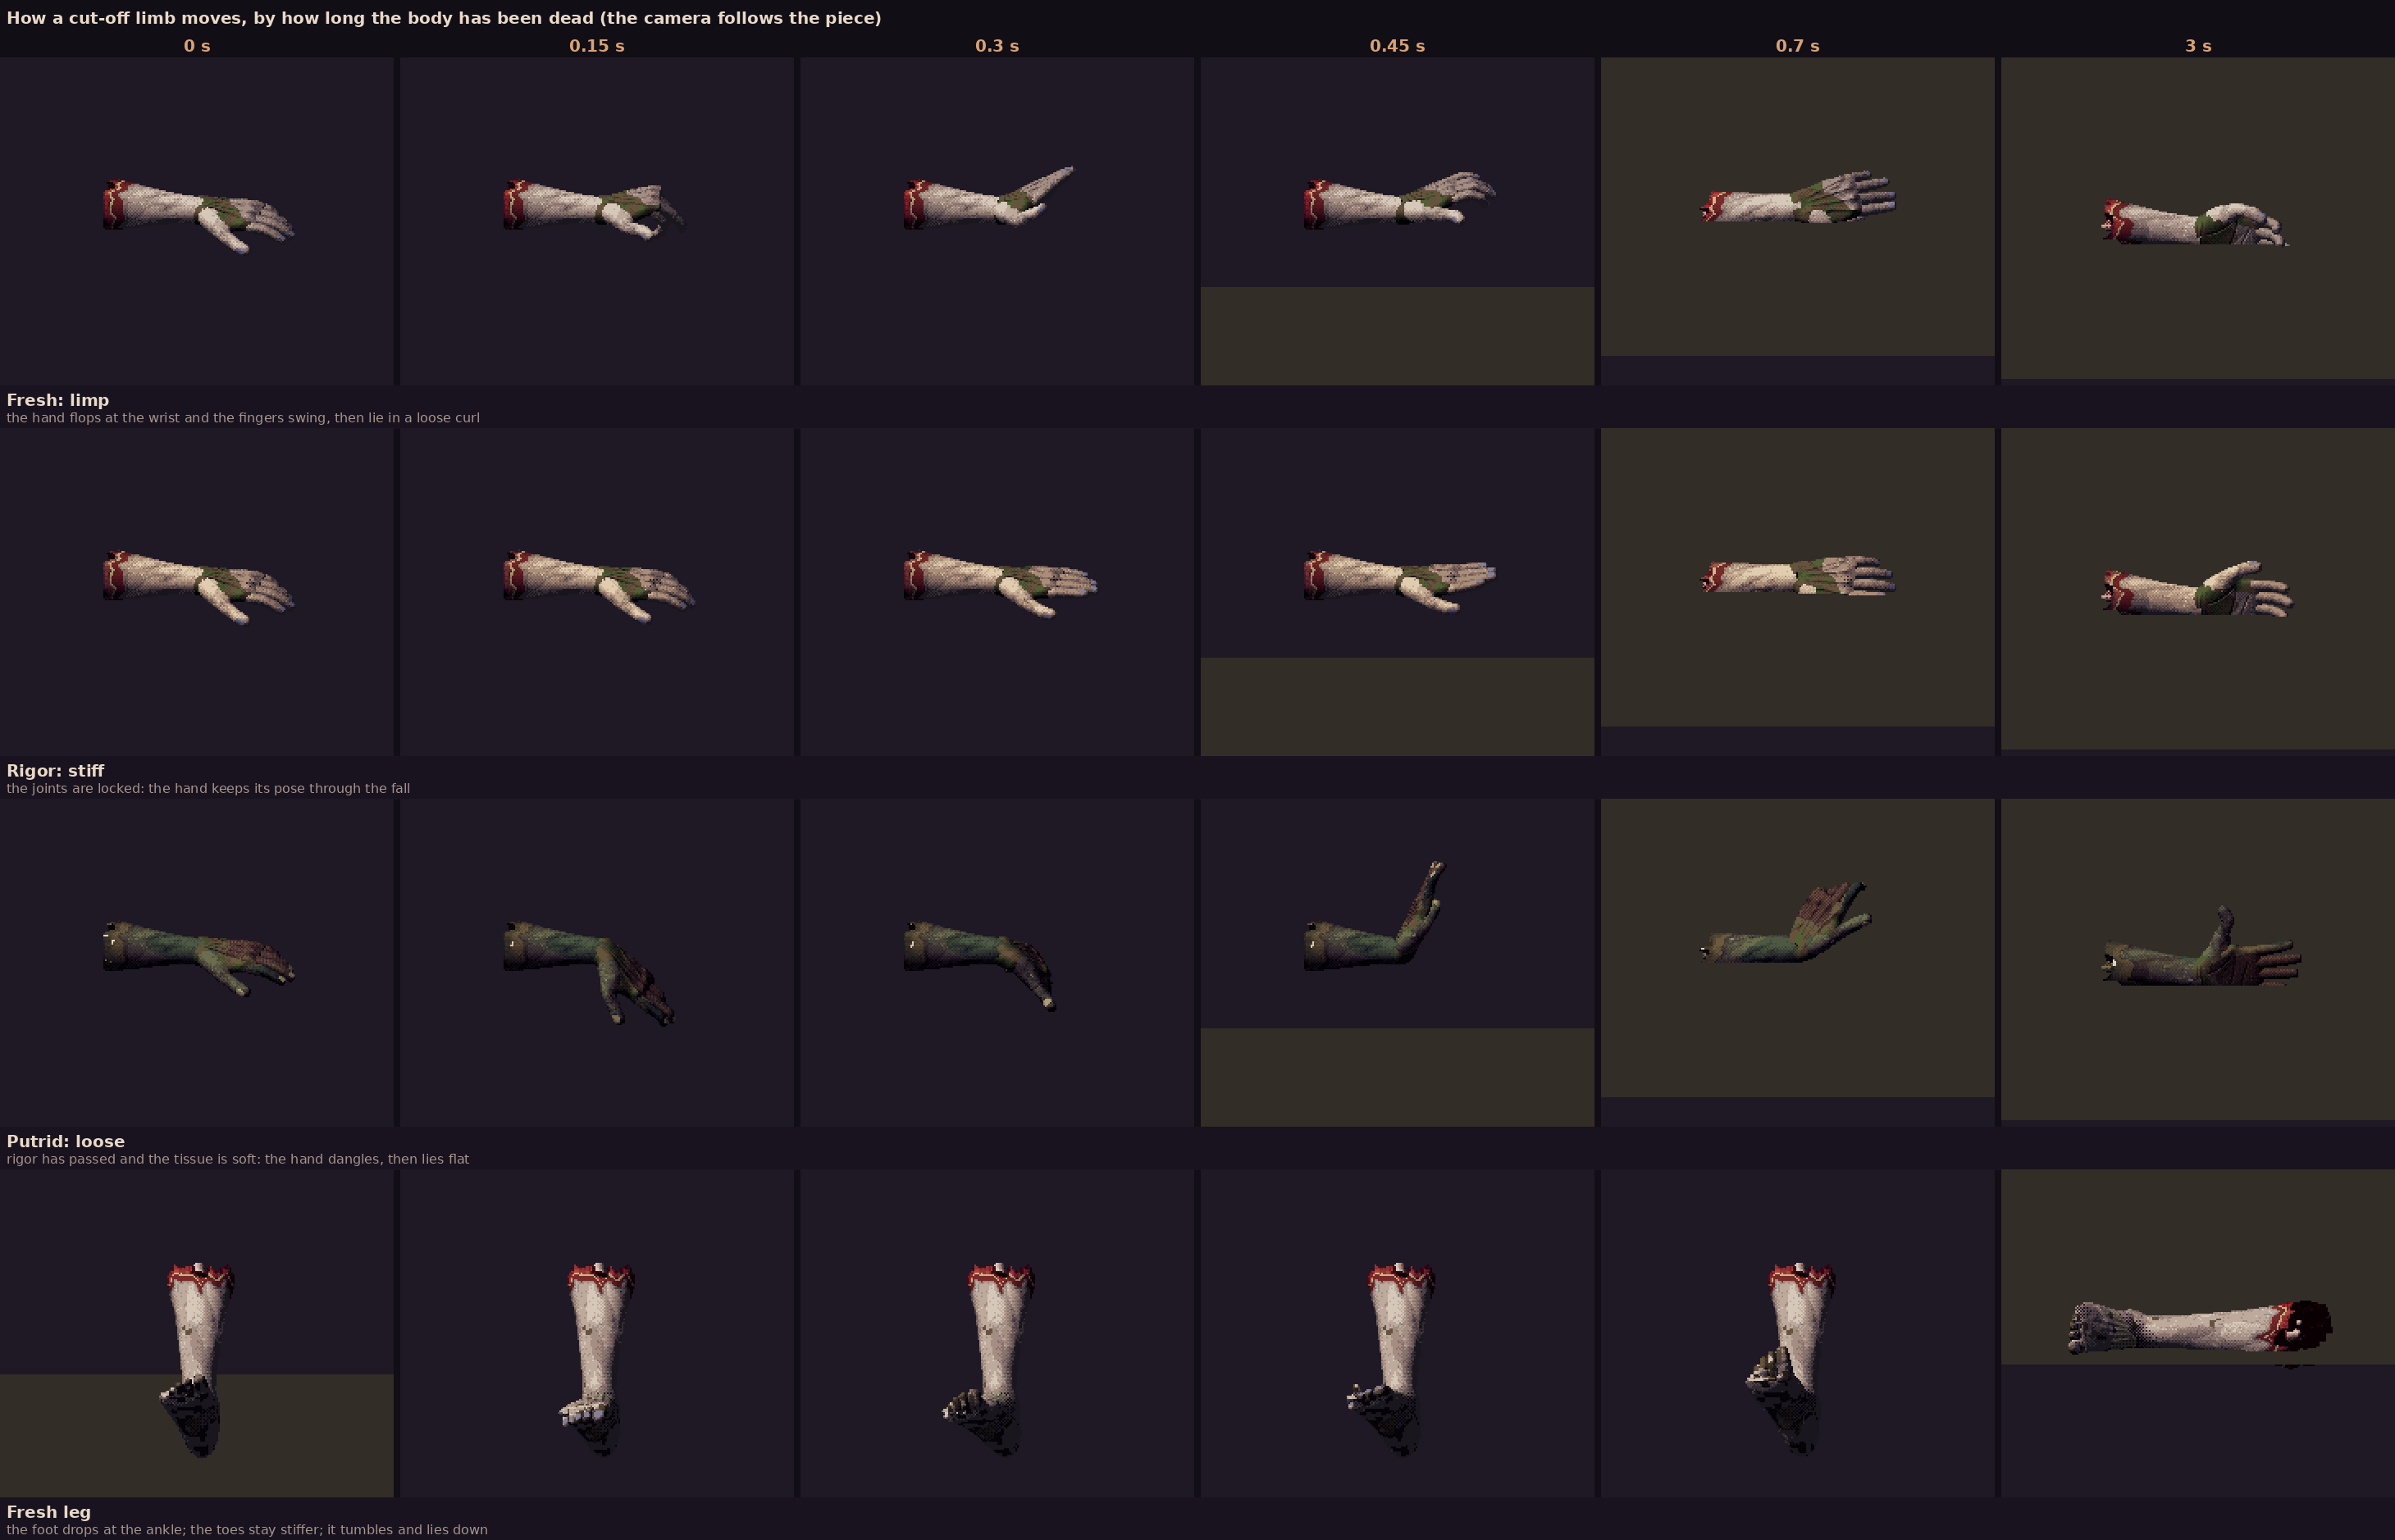 How a cut-off limb moves, by how long the body has been dead (the camera follows the piece)
0 s
0.15 s
0.3 s
0.45 s
0.7 s
3 s
Fresh: limp
the hand flops at the wrist and the fingers swing, then lie in a loose curl
Rigor: stiff
the joints are locked: the hand keeps its pose through the fall
Putrid: loose
rigor has passed and the tissue is soft: the hand dangles, then lies flat
Fresh leg
the foot drops at the ankle; the toes stay stiffer; it tumbles and lies down